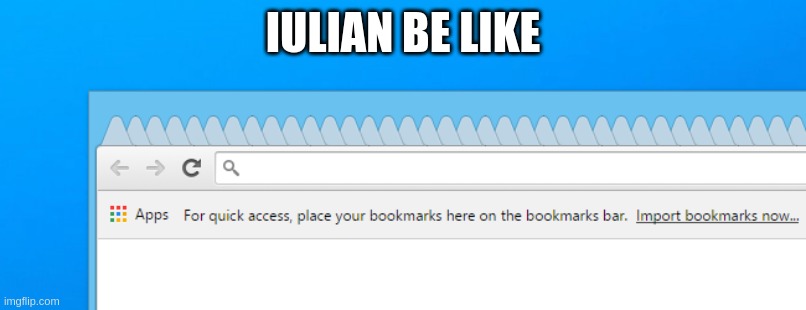 IULIAN BE LIKE
Apps For quick access, place your bookmarks here on the bookmarks bar. Import bookmarks now...
imgflip.com